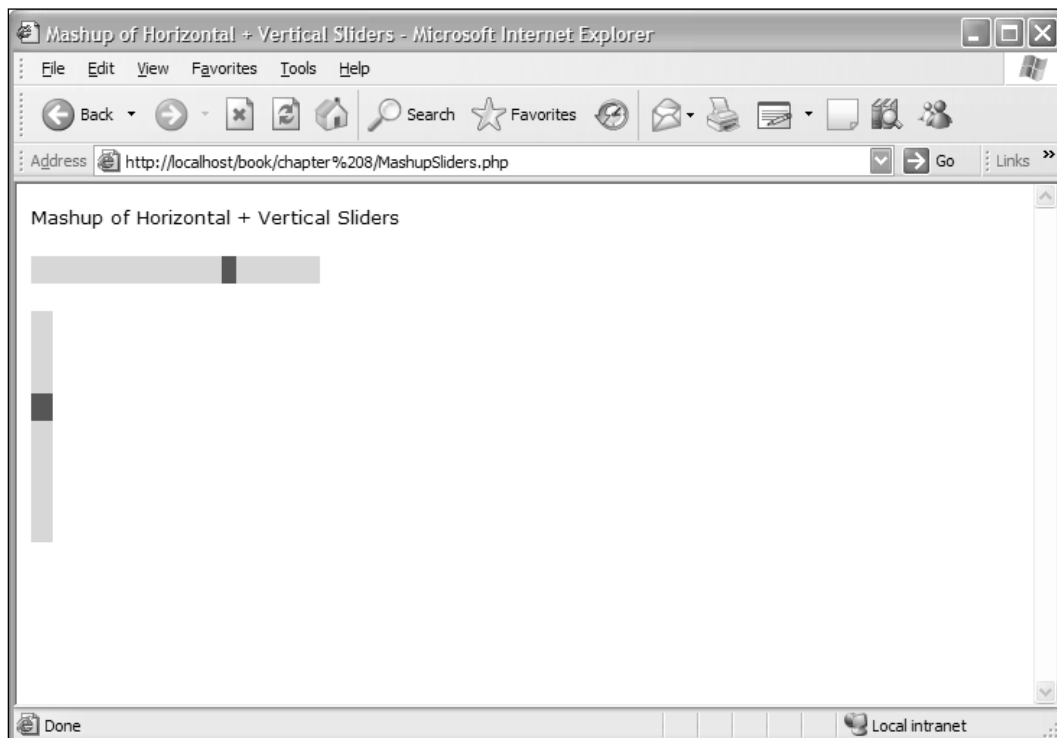 Mashup of Horizontal + Vertical Sliders - Microsoft Internet Explorer
File Edit View Favorites Tools Help
Back Search Favorites
Address http://localhost/book/chapter%208/MashupSliders.php Go Links »
Mashup of Horizontal + Vertical Sliders
Done Local intranet